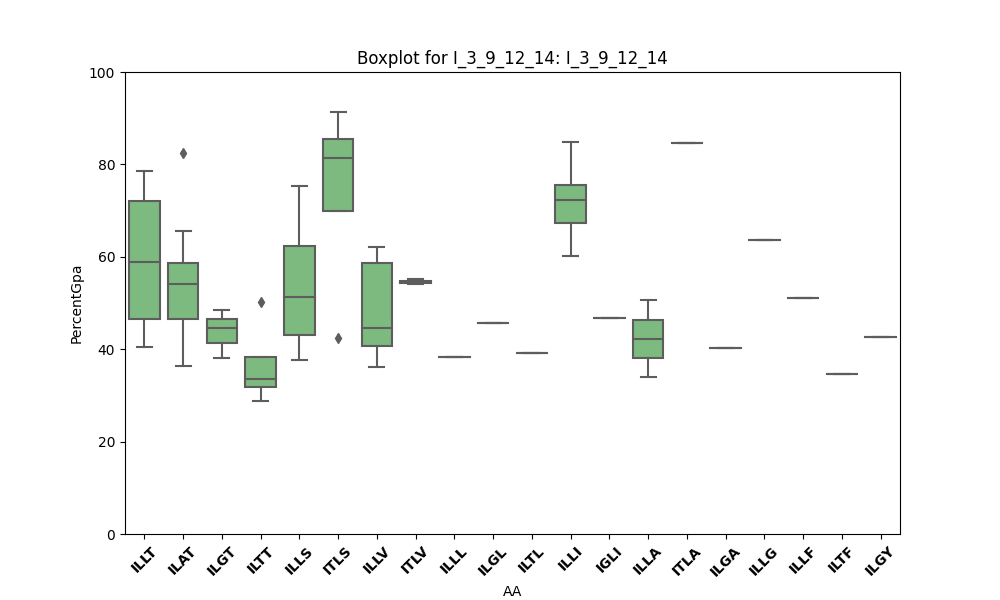 Boxplot for I_3_9_12_14: I_3_9_12_14
100
80
60
40
20
0
PercentGpa
ILLT ILAT ILGT ILTT ILLS ITLS ILLV ITLV ILLL ILGL ILTL ILLI IGLI ILLA ITLA ILGA ILLG ILLF ILTF ILGY
AA